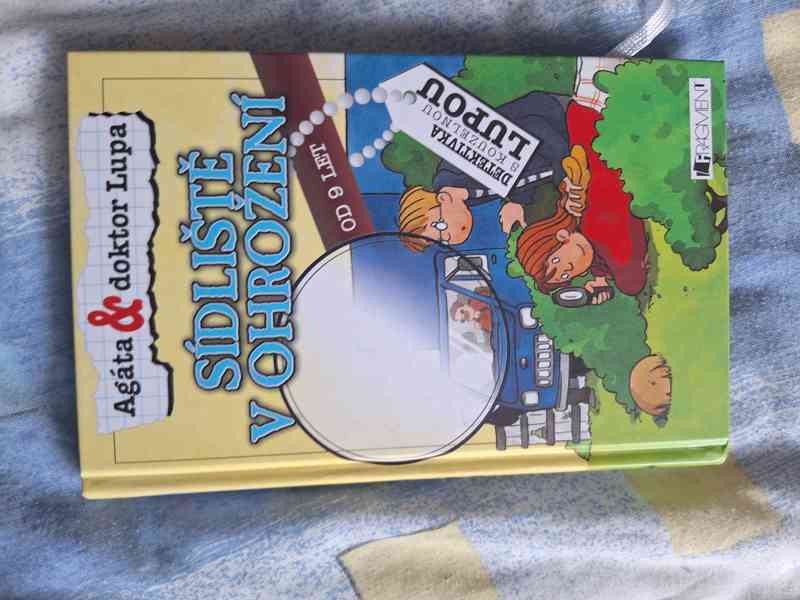 Agáta & doktor Lupa
SÍDLIŠTĚ
V OHROŽENÍ
OD 9 LET
DETEKTIVKA
S KOUZELNOU
LUPOU
FRAGMENT